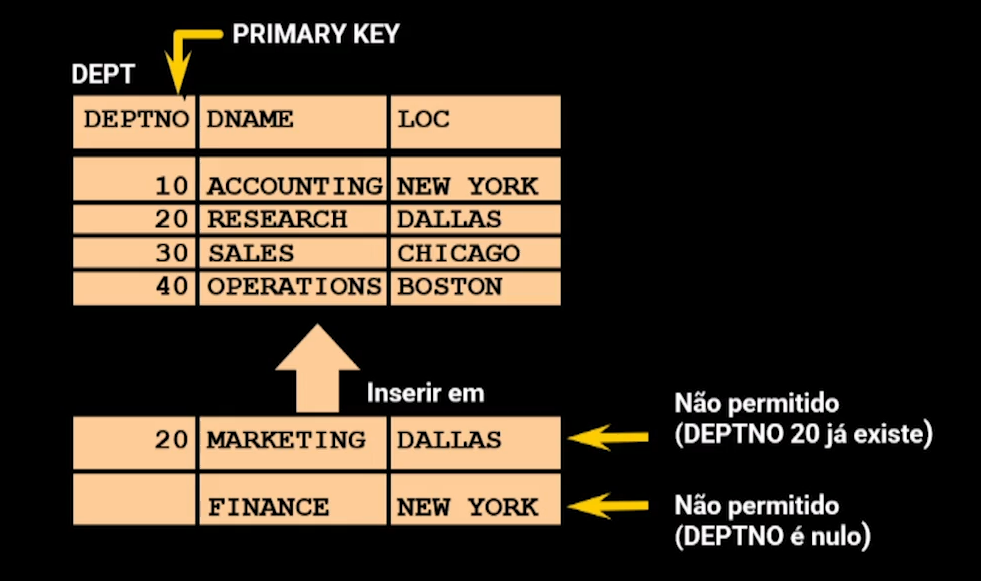 PRIMARY KEY
DEPT
DEPTNO DNAME LOC
10 ACCOUNTING NEW YORK
20 RESEARCH DALLAS
30 SALES CHICAGO
40 OPERATIONS BOSTON
Inserir em
20 MARKETING DALLAS
Não permitido
(DEPTNO 20 já existe)
FINANCE NEW YORK
Não permitido
(DEPTNO é nulo)